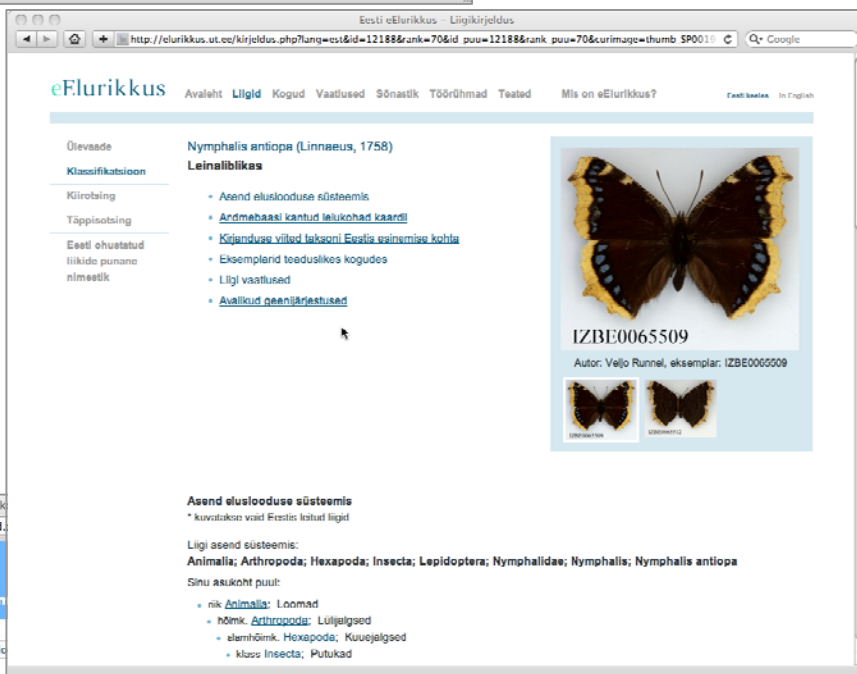 Eesti eElurikkus – Liigikirjeldus
http://elurikkus.ut.ee/kirjeldus.php?lang=est&id=12188&rank=70&id_puu=12188&rank_puu=70&curimage=thumb_SP0019
Google
eElurikkus
Avaleht Liigid Kogud Vaatlused Sõnastik Töörühmad Teated Mis on eElurikkus?
Eesti keeles In English
Ülevaade
Klassifikatsioon
Kiirotsing
Täppisotsing
Eesti ohustatud
liikide punane
nimestik
Nymphalis antiopa (Linnaeus, 1758)
Leinaliblikas
Asend eluslooduse süsteemis
Andmebaasi kantud leiukohad kaardil
Kirjanduse viited taksoni Eestis esinemise kohta
Eksemplarid teaduslikes kogudes
Liigi vaatlused
Avalikud geenijärjestused
IZBE0065509
Autor: Veljo Runnel, eksemplar: IZBE0065509
IZBE0065509
Asend eluslooduse süsteemis
* kuvatakse vaid Eestis leitud liigid
Liigi asend süsteemis:
Animalia; Arthropoda; Hexapoda; Insecta; Lepidoptera; Nymphalidae; Nymphalis; Nymphalis antiopa
Sinu asukoht puul:
riik Animalia; Loomad
hõimk. Arthropoda; Lülijalgsed
alamhõimk. Hexapoda; Kuuejalgsed
klass Insecta; Putukad